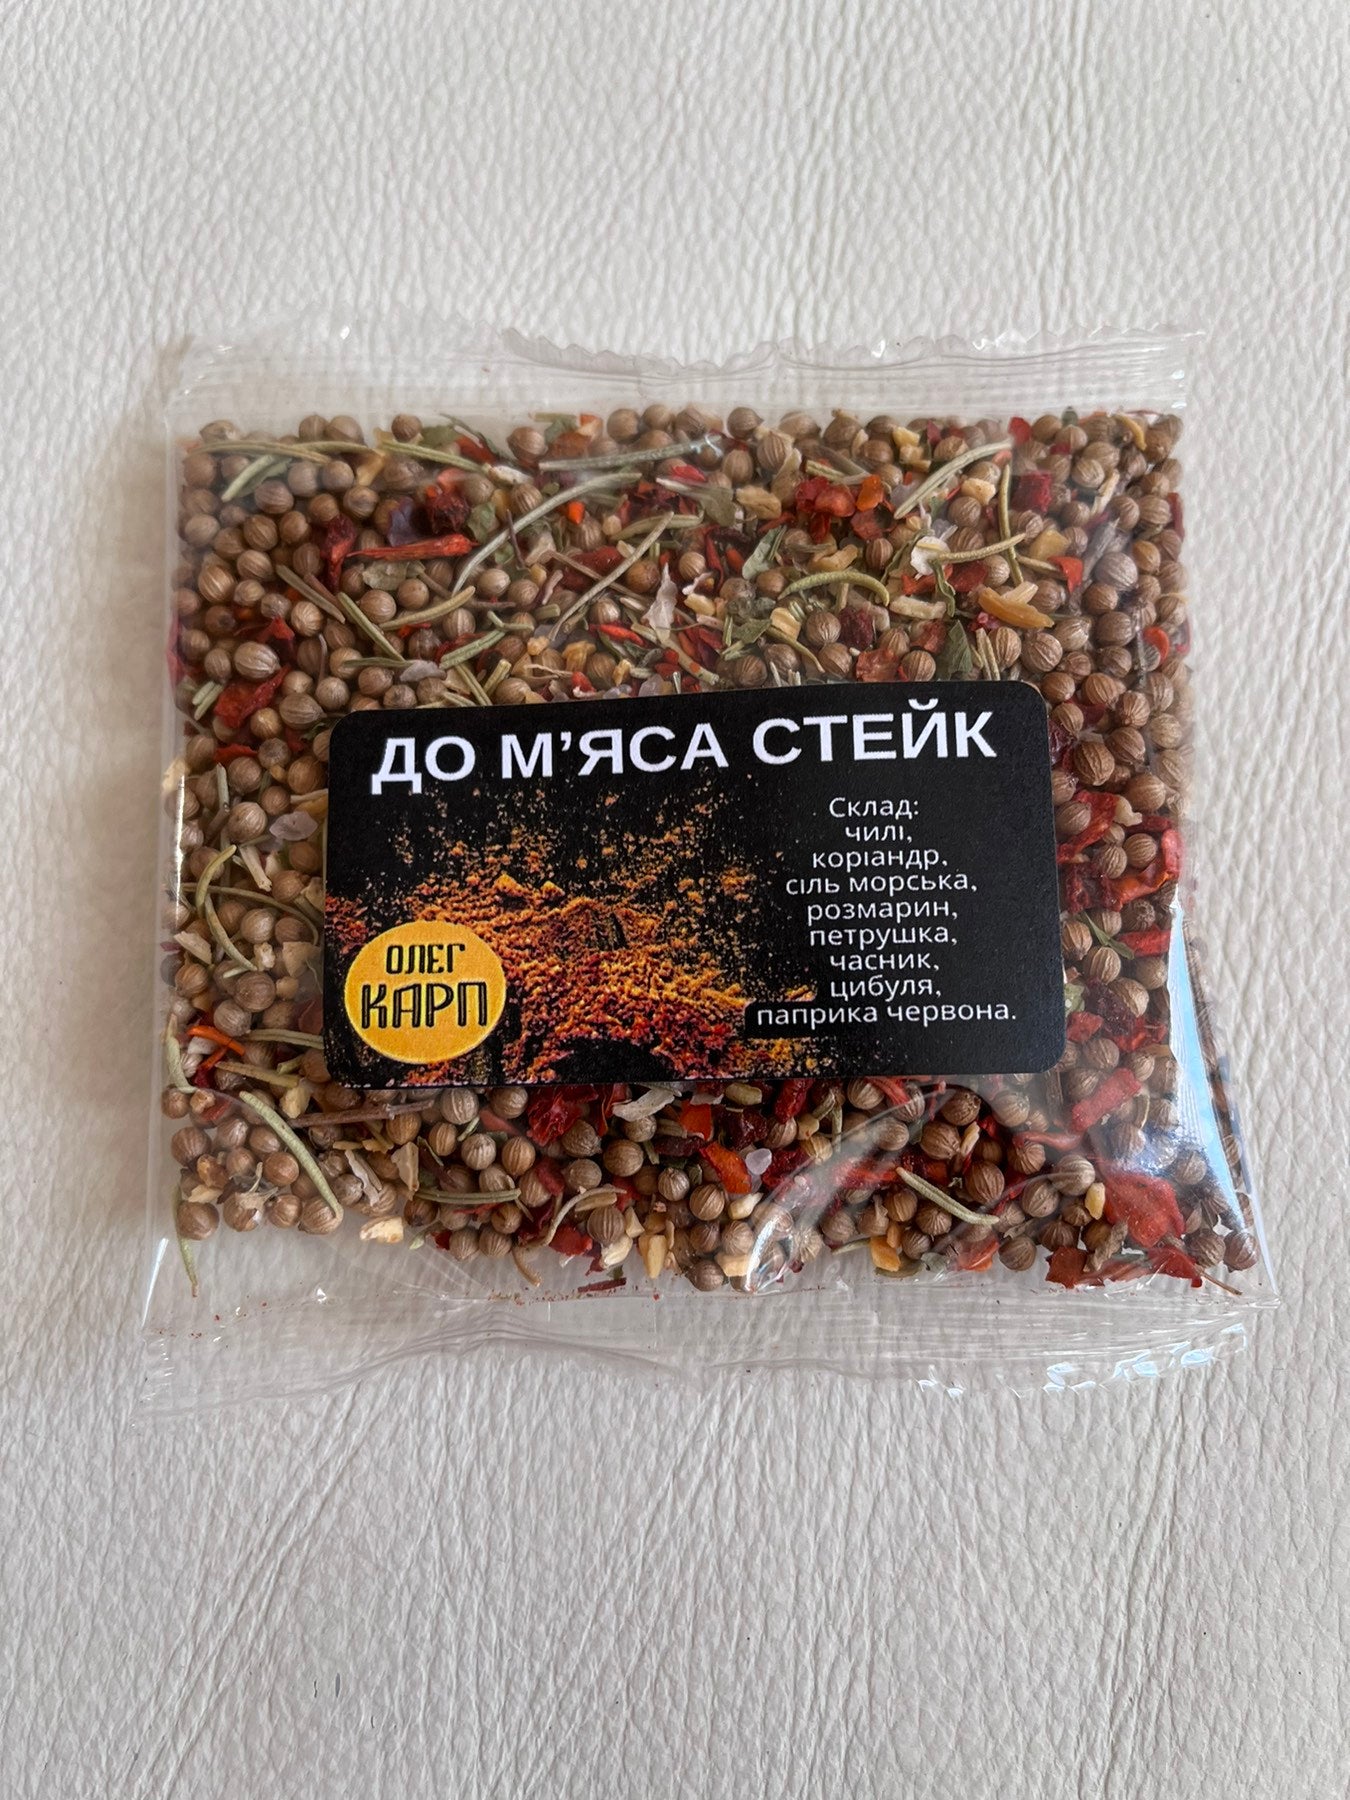 ДО М’ЯСА СТЕЙК
Склад:
чилі,
коріандр,
сіль морська,
розмарин,
петрушка,
часник,
цибуля,
паприка червона.
ОЛЕГ
КАРП